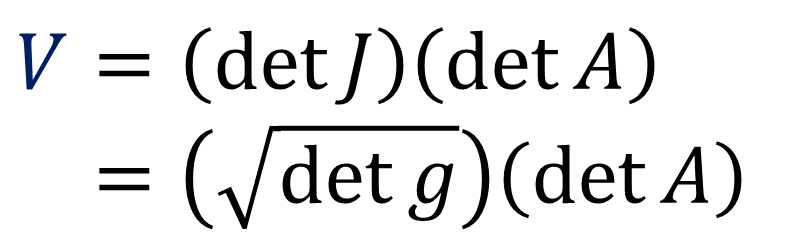 V = (det J)(det A)
= (√det g)(det A)